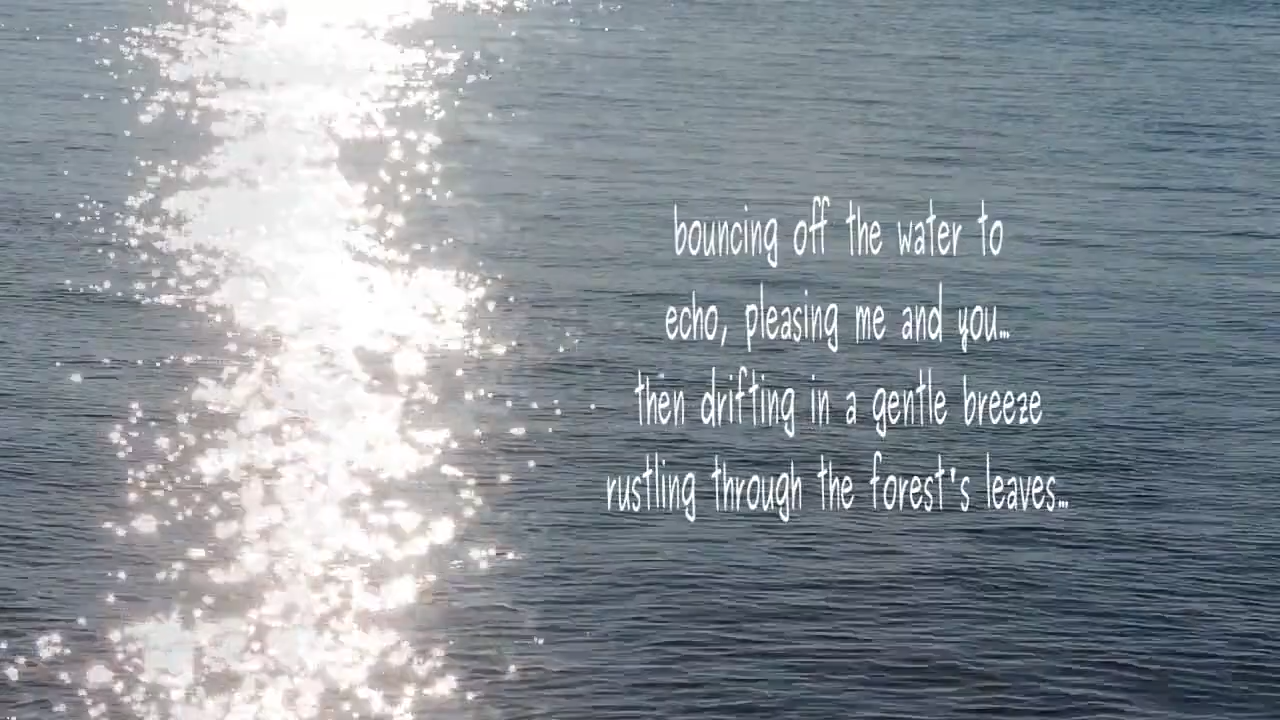 bouncing off the water to
echo, pleasing me and you...
then drifting in a gentle breeze
rustling through the forest's leaves...